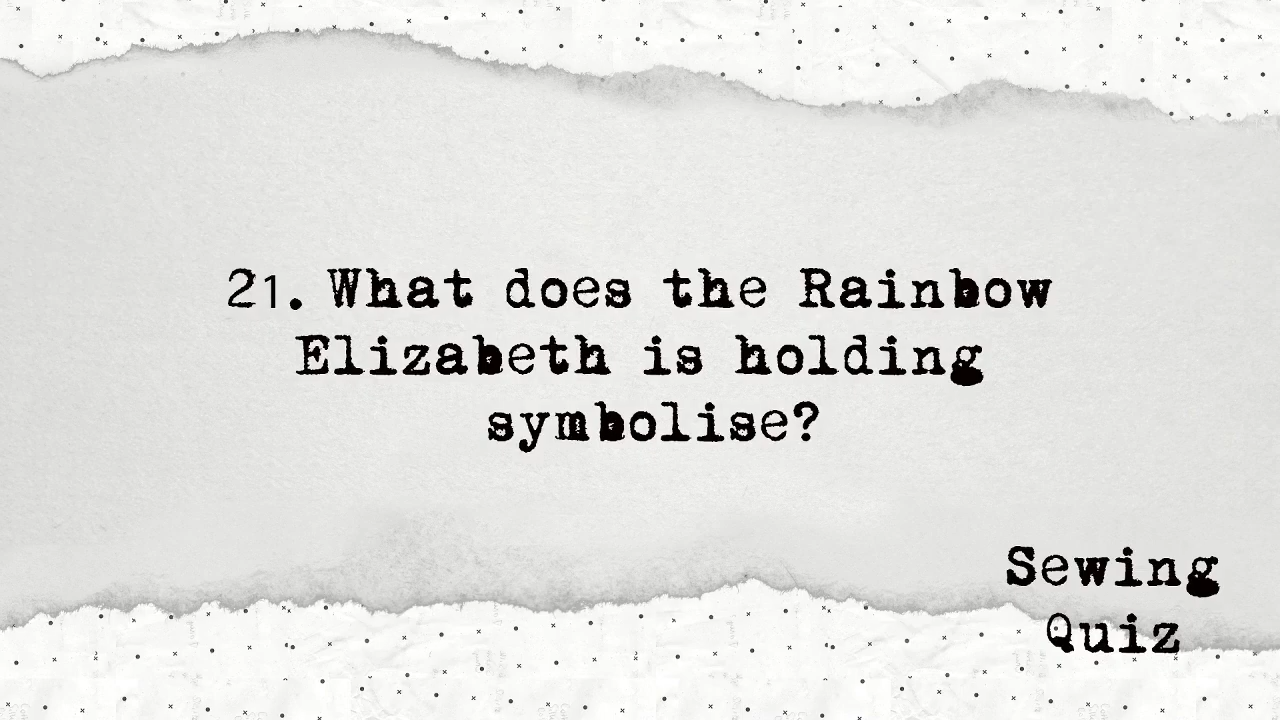 21. What does the Rainbow
Elizabeth is holding
symbolise?
Sewing
Quiz